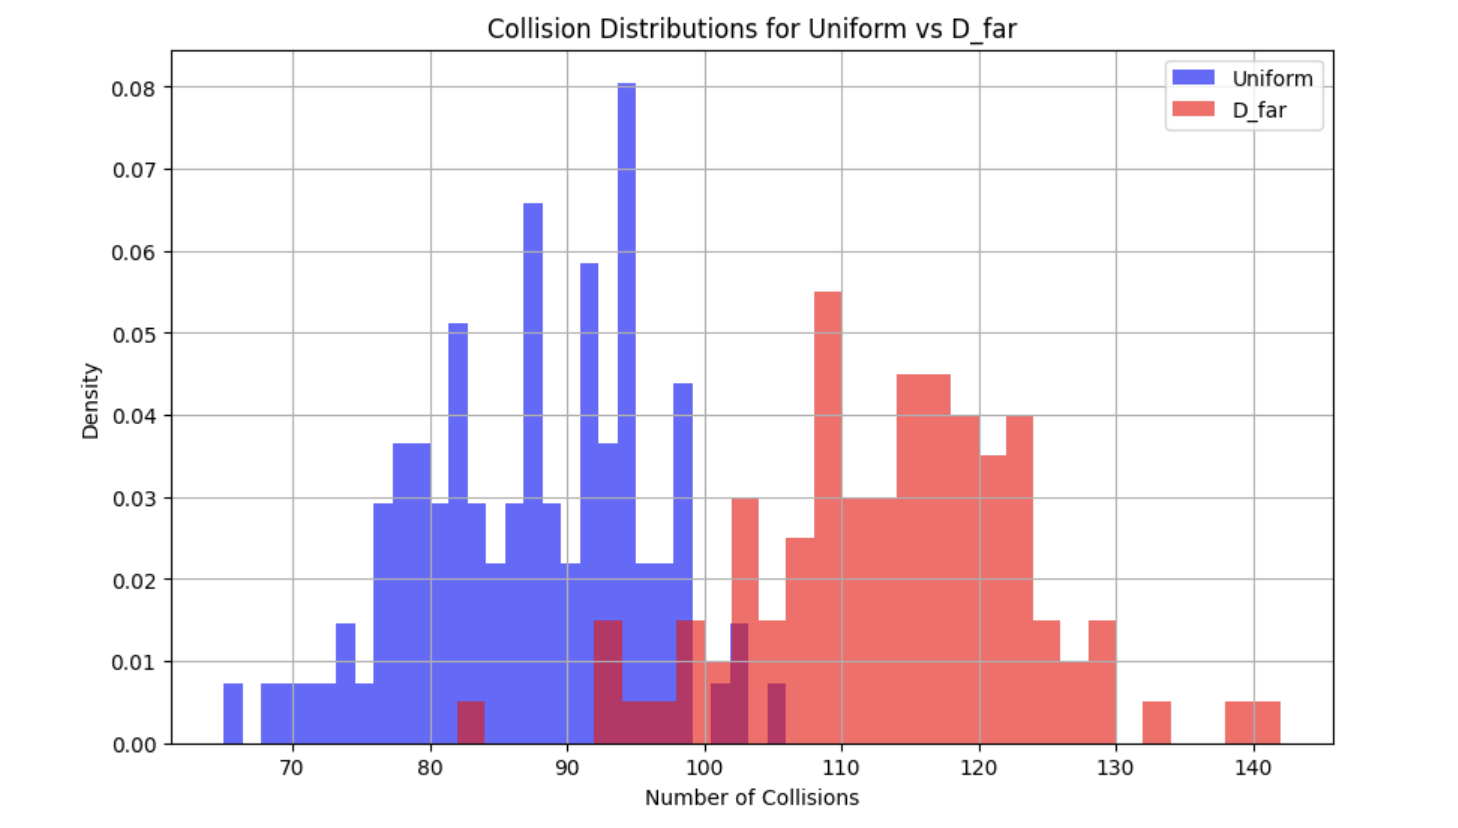 Collision Distributions for Uniform vs D_far
Uniform
D_far
0.08
0.07
0.06
0.05
0.04
0.03
0.02
0.01
0.00
Density
70 80 90 100 110 120 130 140
Number of Collisions